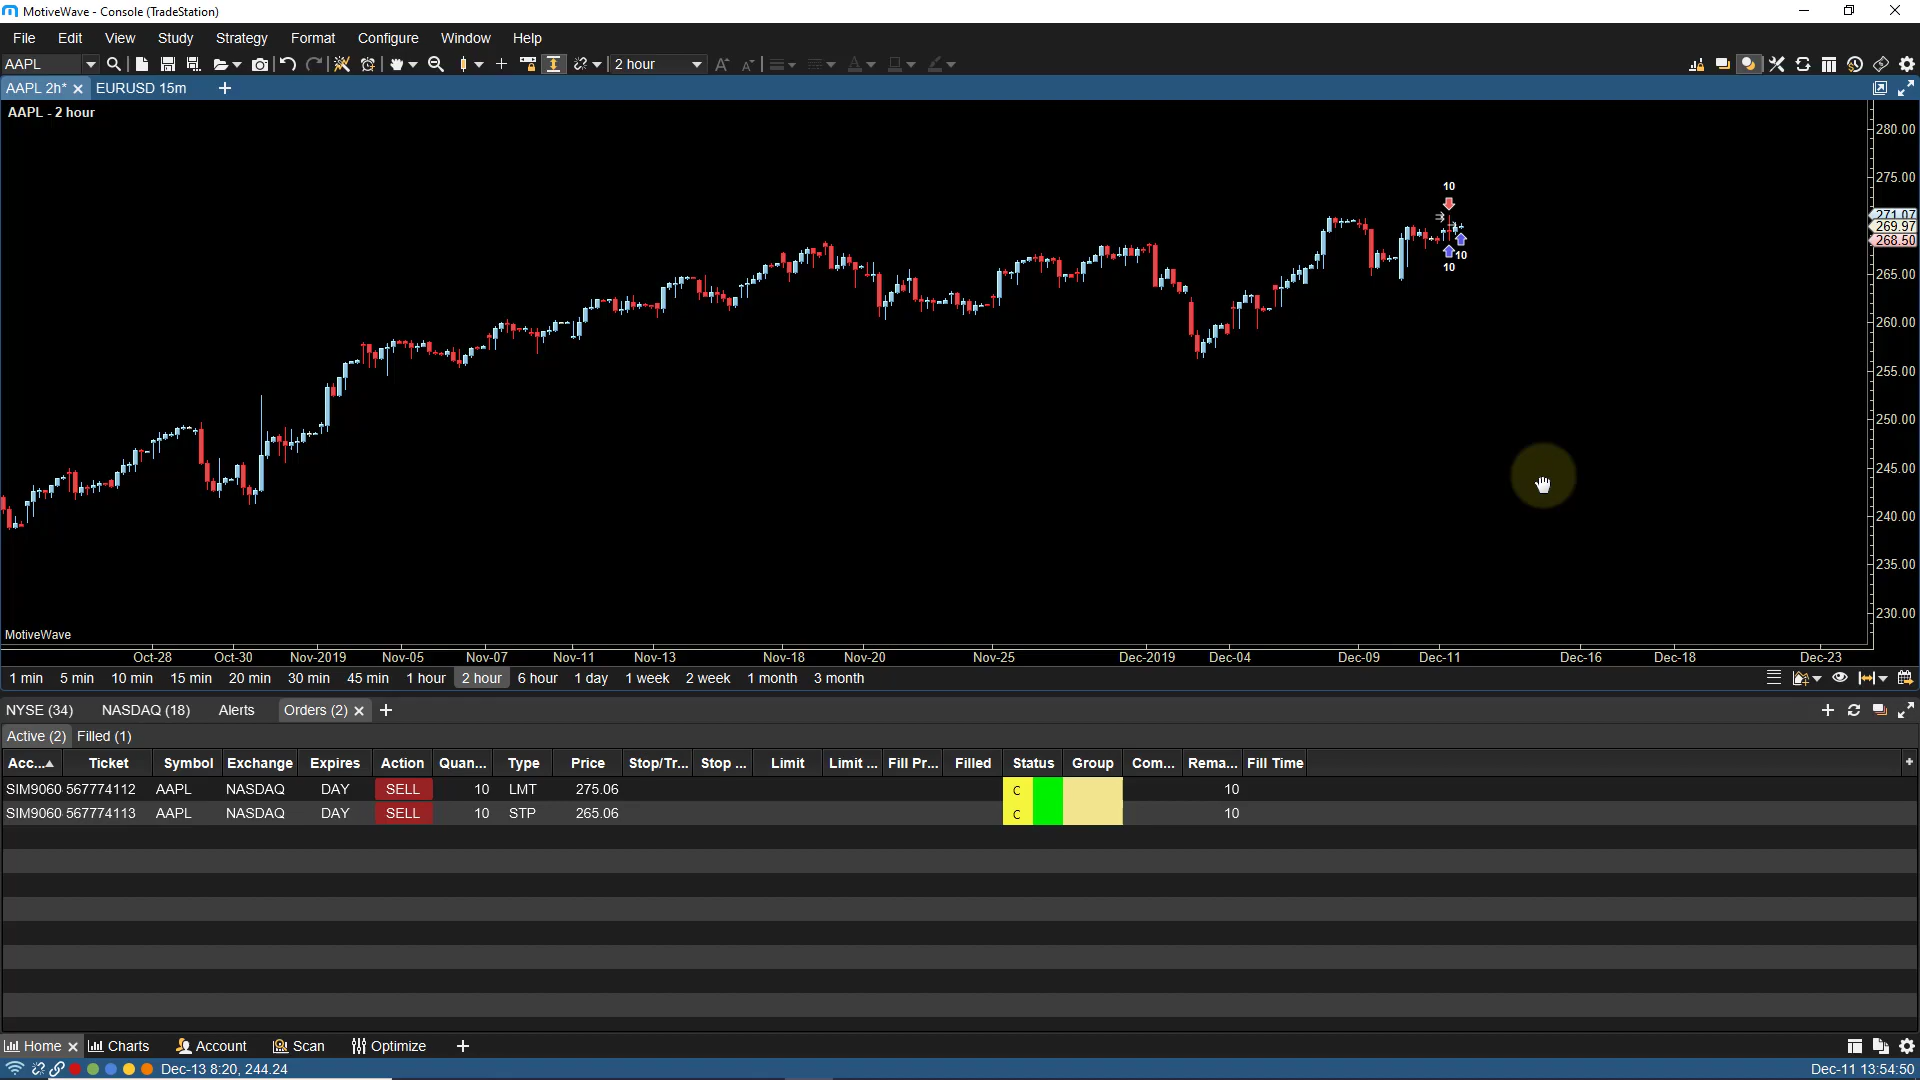 MotiveWave - Console (TradeStation)
File Edit View Study Strategy Format Configure Window Help
AAPL 2 hour
AAPL 2h* EURUSD 15m
AAPL - 2 hour
280.00
275.00
271.07
269.97
268.50
265.00
260.00
255.00
250.00
245.00
240.00
235.00
230.00
10
10
10
MotiveWave
Oct-28 Oct-30 Nov-2019 Nov-05 Nov-07 Nov-11 Nov-13 Nov-18 Nov-20 Nov-25 Dec-2019 Dec-04 Dec-09 Dec-11 Dec-16 Dec-18 Dec-23
1 min 5 min 10 min 15 min 20 min 30 min 45 min 1 hour 2 hour 6 hour 1 day 1 week 2 week 1 month 3 month
NYSE (34) NASDAQ (18) Alerts Orders (2)
Active (2) Filled (1)
Acc... Ticket Symbol Exchange Expires Action Quan... Type Price Stop/Tr... Stop ... Limit Limit ... Fill Pr... Filled Status Group Com... Rema... Fill Time
SIM9060 567774112 AAPL NASDAQ DAY SELL 10 LMT 275.06 C 10
SIM9060 567774113 AAPL NASDAQ DAY SELL 10 STP 265.06 C 10
Home Charts Account Scan Optimize
Dec-13 8:20, 244.24 Dec-11 13:54:50